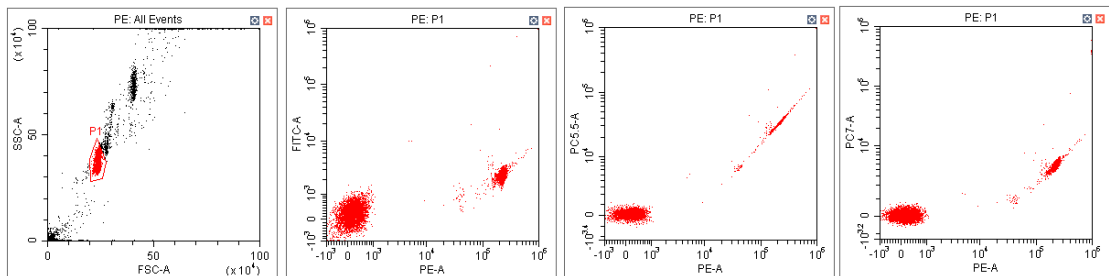 PE: All Events
(x10⁴)
100
50
0
SSC-A
P1
0
50
100
FSC-A
(x10⁴)
PE: P1
10⁶
10⁵
10⁴
10³
0
-10³
FITC-A
-10³
0
10³
10⁴
10⁵
10⁶
PE-A
PE: P1
10⁶
10⁵
10⁴
0
-10³·⁴
PC5.5-A
-10³
0
10³
10⁴
10⁵
10⁶
PE-A
PE: P1
10⁶
10⁵
10⁴
0
-10³·²
PC7-A
-10³
0
10³
10⁴
10⁵
10⁶
PE-A